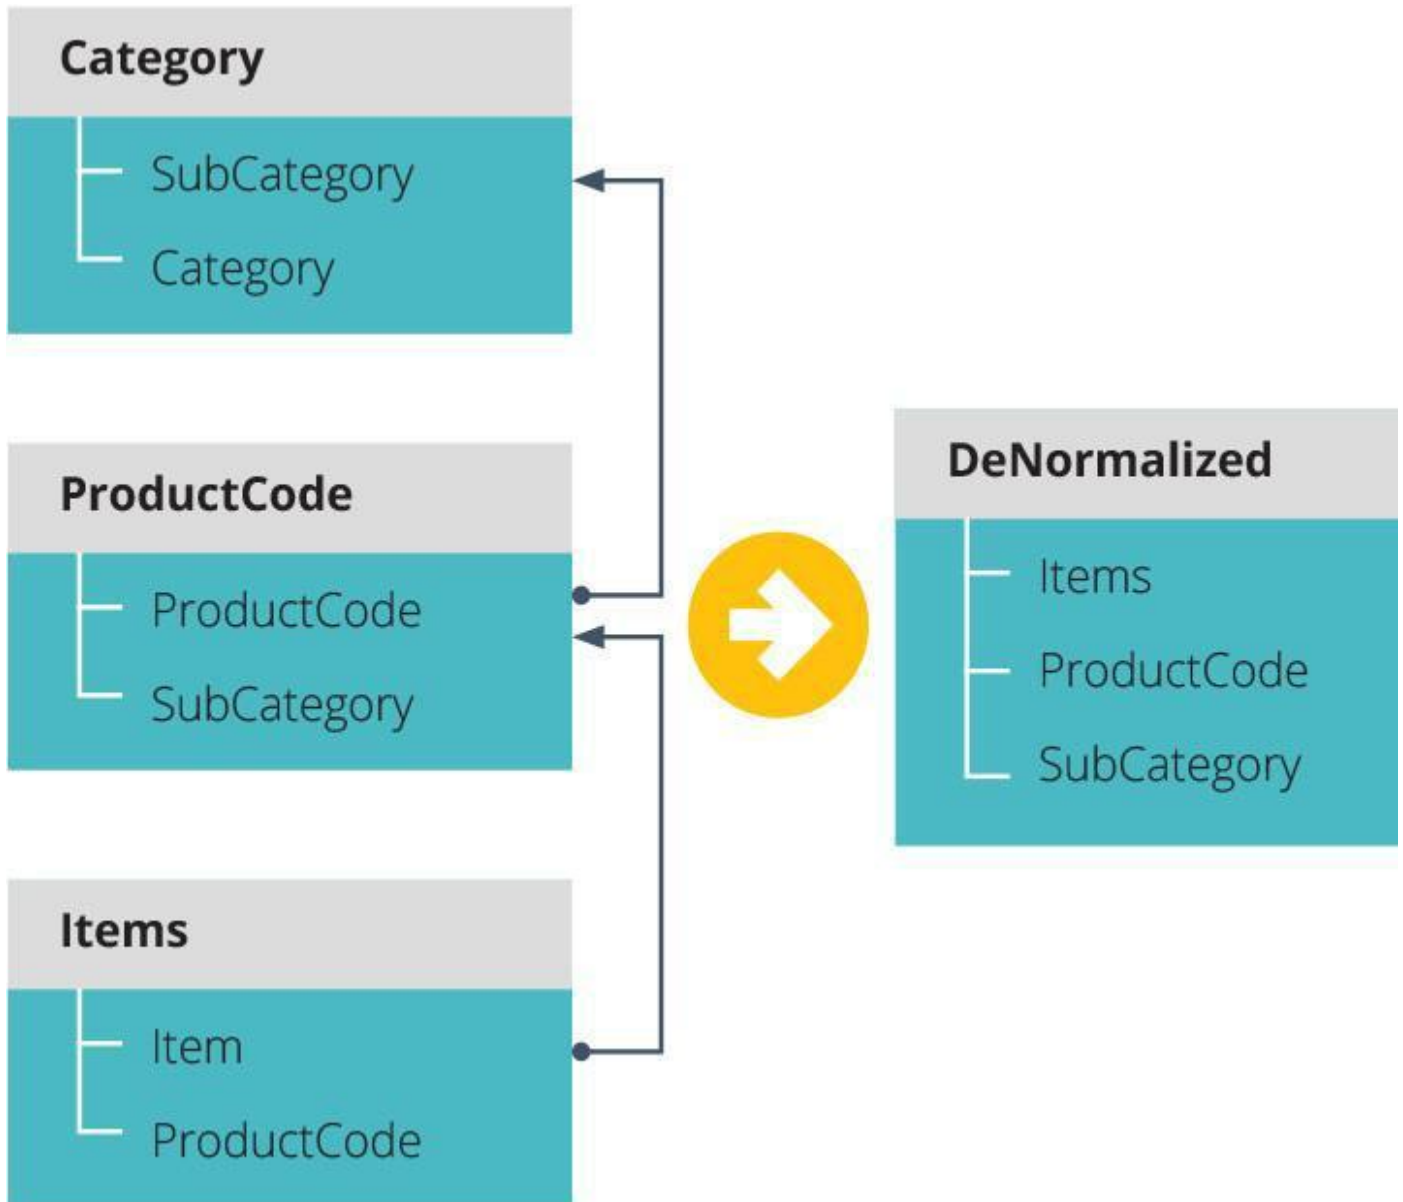 Category
SubCategory
Category
ProductCode
ProductCode
SubCategory
Items
Item
ProductCode
DeNormalized
Items
ProductCode
SubCategory